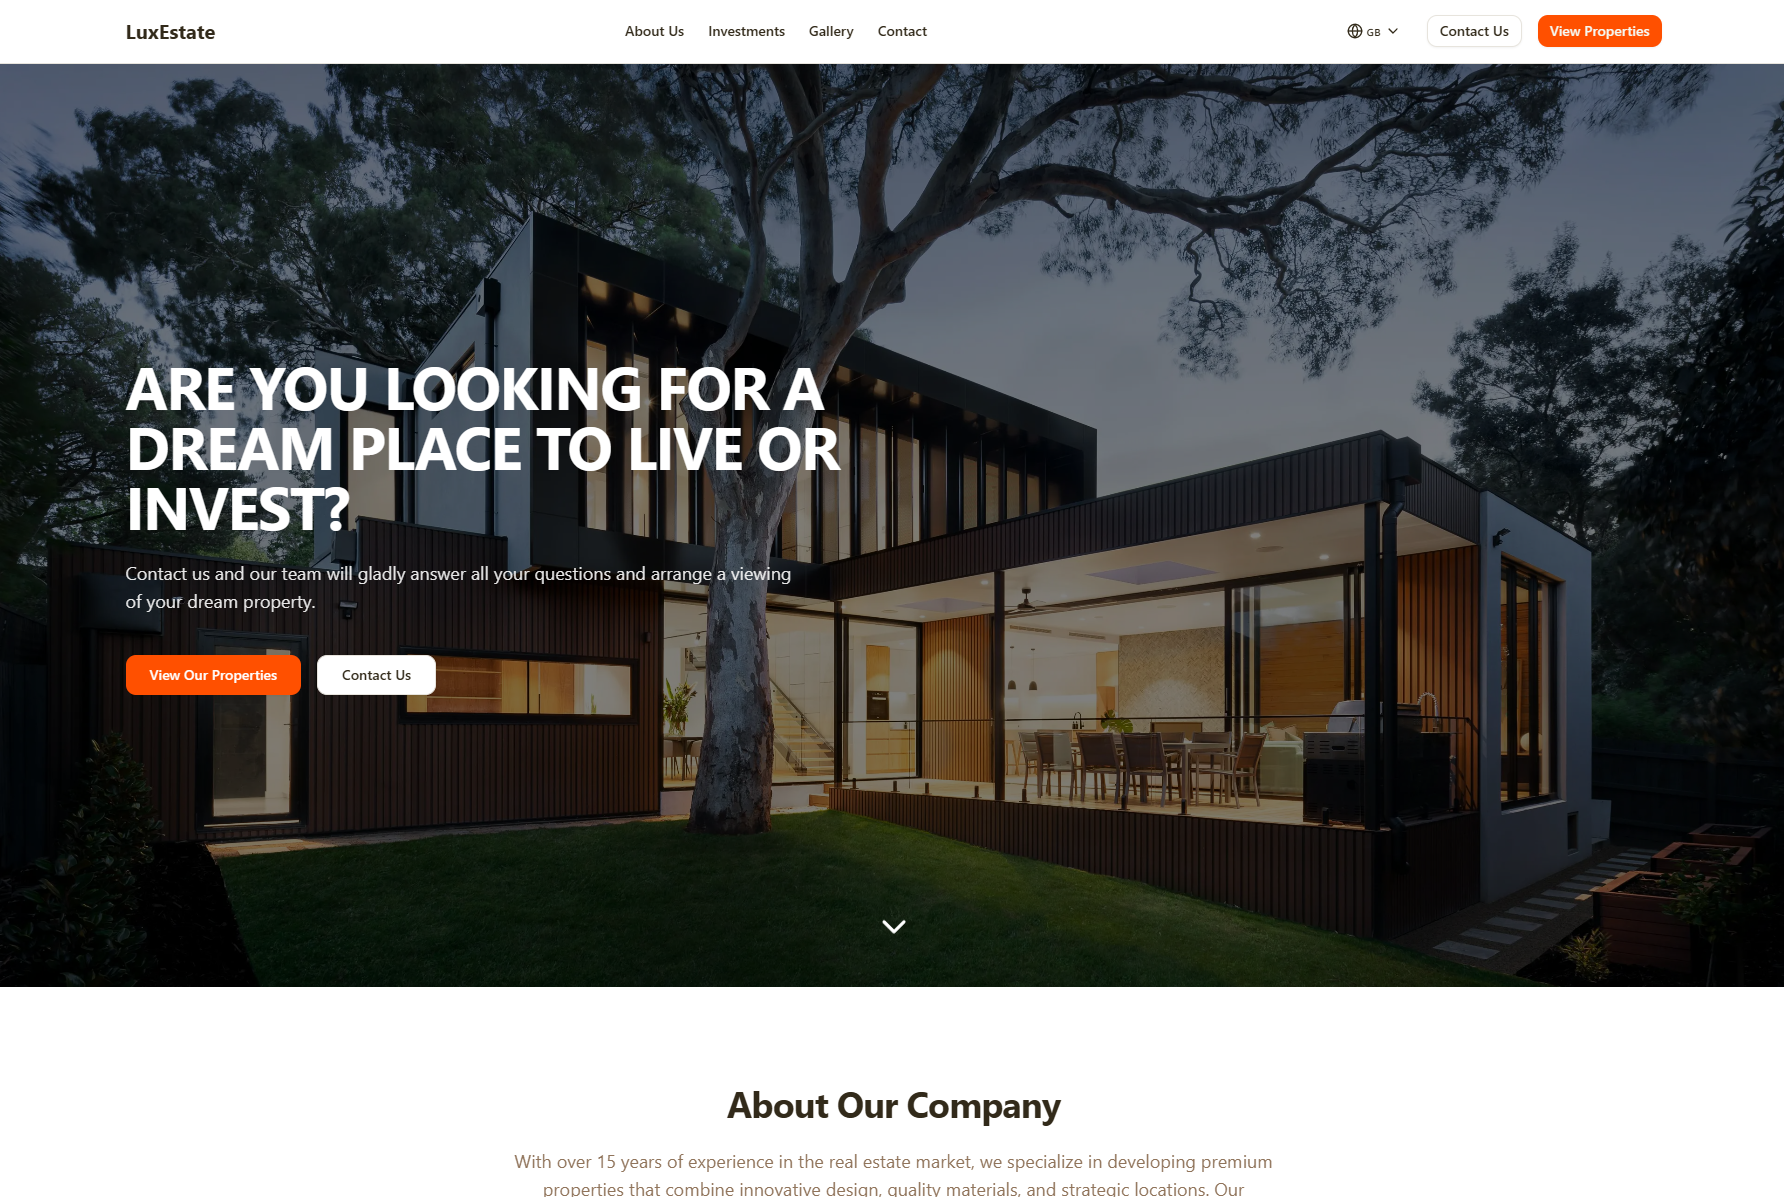 LuxEstate
About Us
Investments
Gallery
Contact
GB
Contact Us
View Properties
ARE YOU LOOKING FOR A
DREAM PLACE TO LIVE OR
INVEST?
Contact us and our team will gladly answer all your questions and arrange a viewing
of your dream property.
View Our Properties
Contact Us
About Our Company
With over 15 years of experience in the real estate market, we specialize in developing premium
properties that combine innovative design, quality materials, and strategic locations. Our